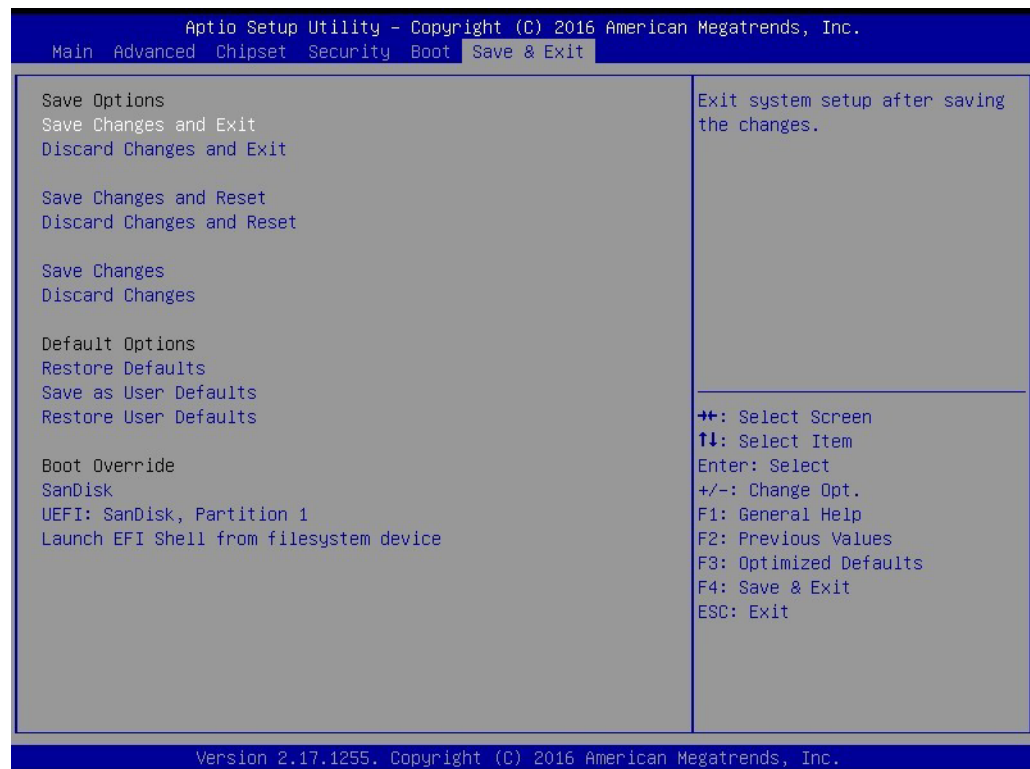 Aptio Setup Utility – Copyright (C) 2016 American Megatrends, Inc.
Main Advanced Chipset Security Boot Save & Exit
Save Options
Save Changes and Exit
Discard Changes and Exit
Save Changes and Reset
Discard Changes and Reset
Save Changes
Discard Changes
Default Options
Restore Defaults
Save as User Defaults
Restore User Defaults
Boot Override
SanDisk
UEFI: SanDisk, Partition 1
Launch EFI Shell from filesystem device
Exit system setup after saving
the changes.
→←: Select Screen
↑↓: Select Item
Enter: Select
+/-: Change Opt.
F1: General Help
F2: Previous Values
F3: Optimized Defaults
F4: Save & Exit
ESC: Exit
Version 2.17.1255. Copyright (C) 2016 American Megatrends, Inc.